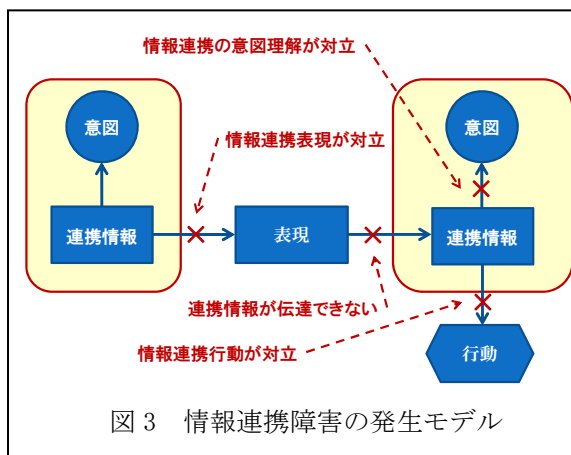 情報連携の意図理解が対立
意図
意図
情報連携表現が対立
連携情報
表現
連携情報
連携情報が伝達できない
情報連携行動が対立
行動
図3 情報連携障害の発生モデル